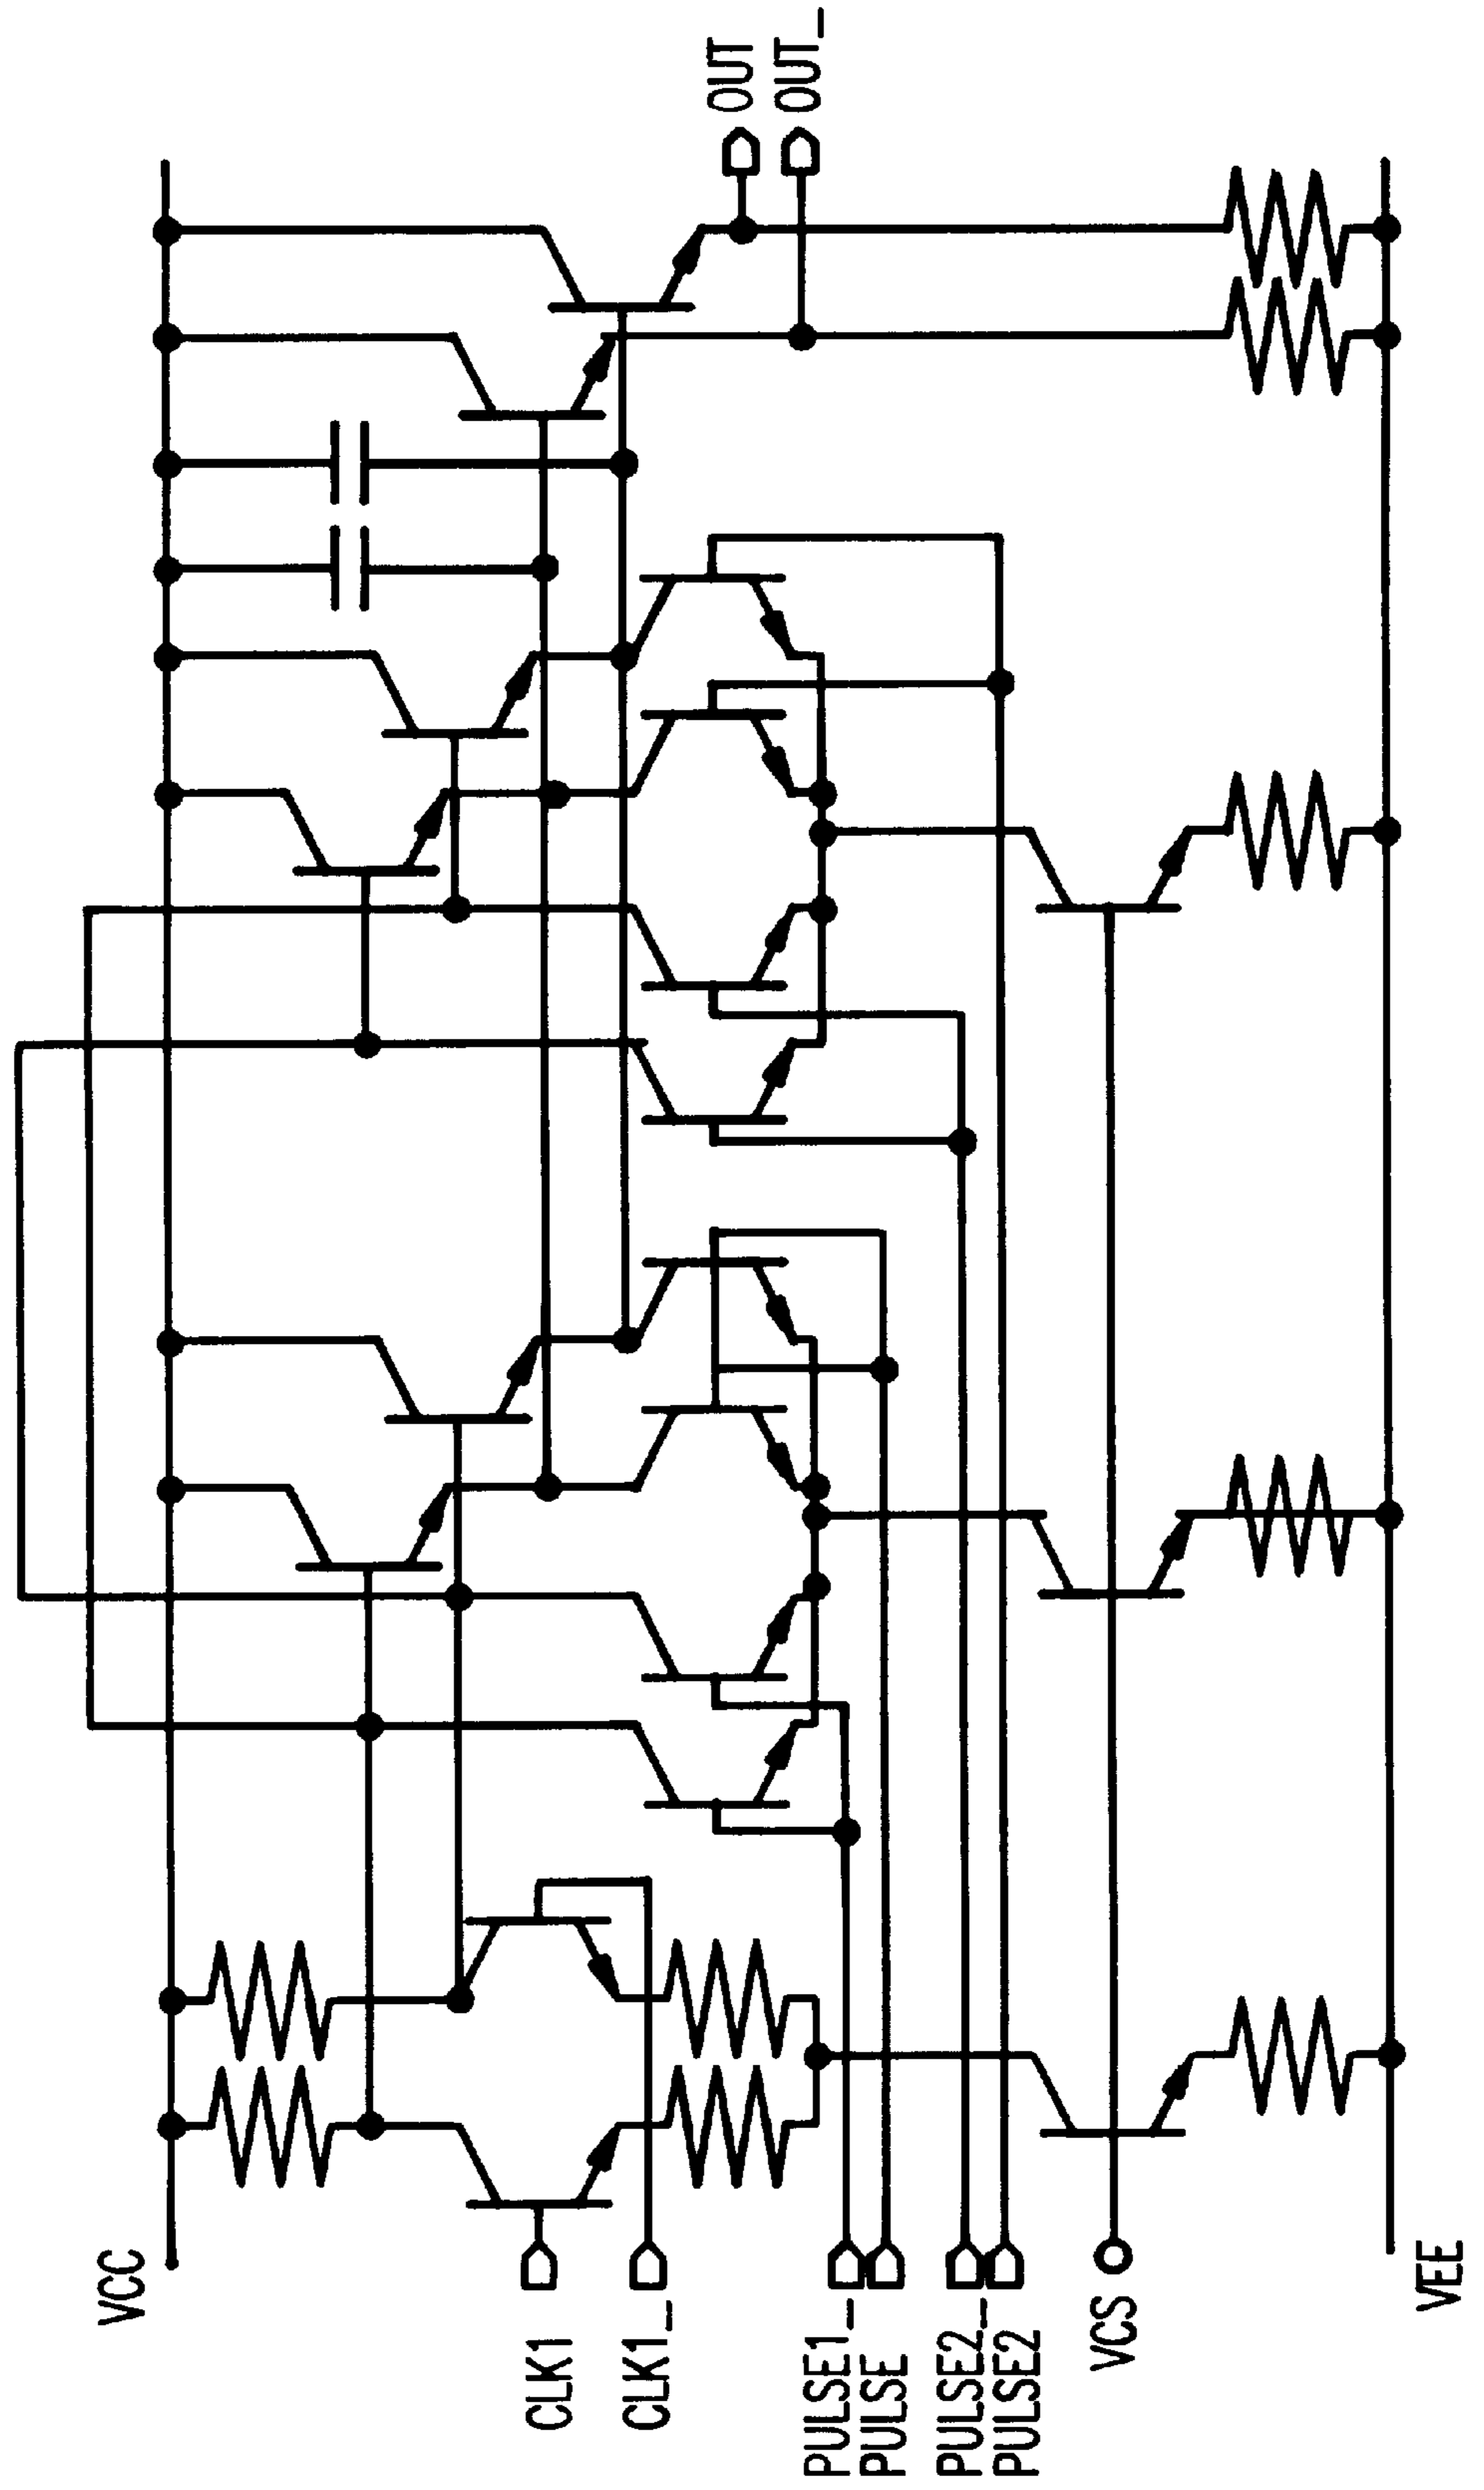 VCC
CLK1
CLK1_
PULSE1_
PULSE
PULSE2_
PULSE2
VCS
VEE
OUT
OUT_